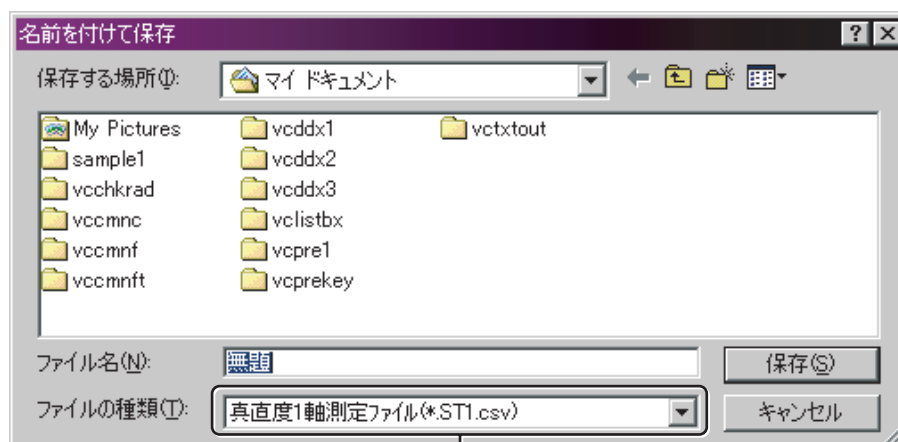 名前を付けて保存
保存する場所(I):
マイ ドキュメント
My Pictures
sample1
vcchkrad
vccmnc
vccmnf
vccmnft
vcddx1
vcddx2
vcddx3
vclistbx
vcpre1
vcprekey
vctxtout
ファイル名(N):
無題
保存(S)
ファイルの種類(T):
真直度1軸測定ファイル(*.ST1.csv)
キャンセル